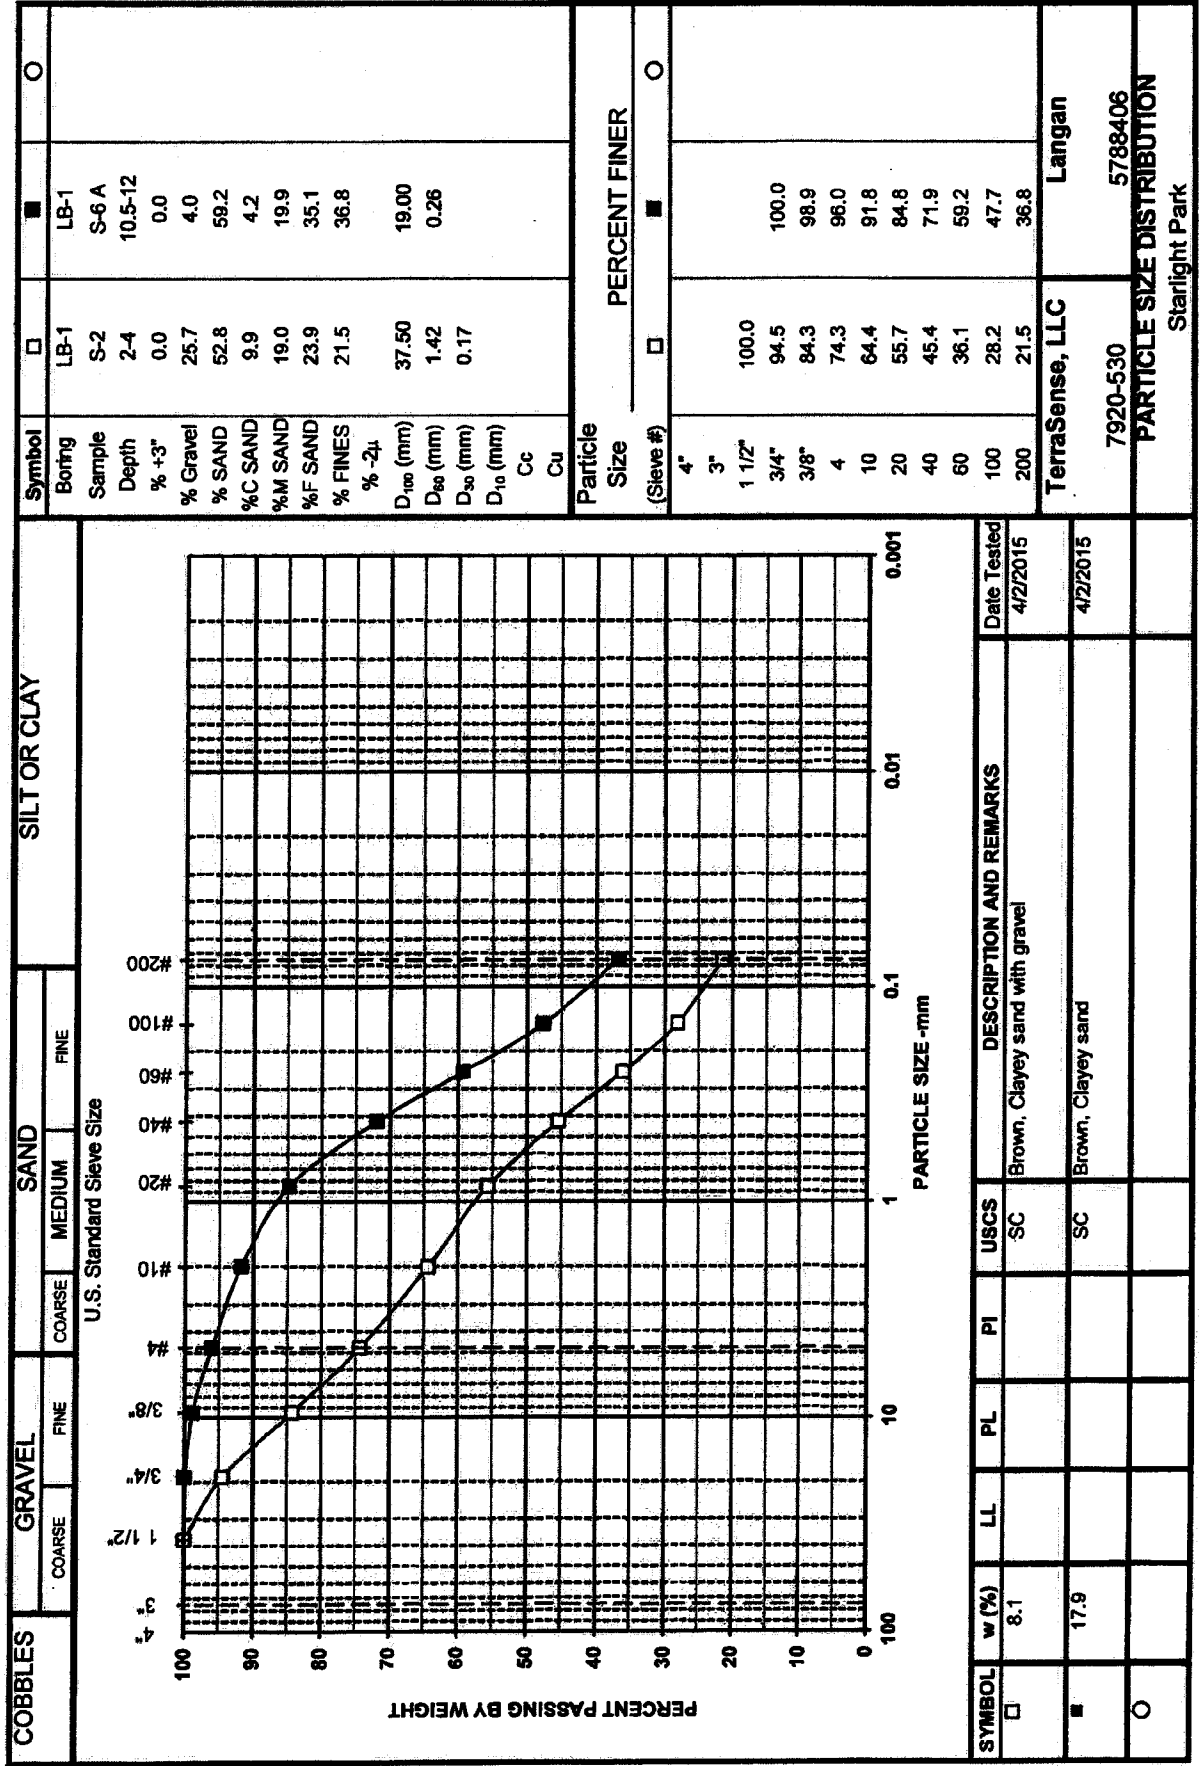 COBBLES GRAVEL SAND SILT OR CLAY
COARSE FINE COARSE MEDIUM FINE
U.S. Standard Sieve Size
4" 3" 1 1/2" 3/4" 3/8" #4 #10 #20 #40 #60 #100 #200
100
90
80
70
60
50
40
30
20
10
0
PERCENT PASSING BY WEIGHT
100 10 1 0.1 0.01 0.001
PARTICLE SIZE -mm
Symbol □ ■ ○
Boring LB-1 LB-1
Sample S-2 S-6 A
Depth 2-4 10.5-12
% +3" 0.0 0.0
% Gravel 25.7 4.0
% SAND 52.8 59.2
%C SAND 9.9 4.2
%M SAND 19.0 19.9
%F SAND 23.9 35.1
% FINES 21.5 36.8
% -2µ
D100 (mm) 37.50 19.00
D60 (mm) 1.42 0.26
D30 (mm) 0.17
D10 (mm)
Cc
Cu
Particle
Size PERCENT FINER
(Sieve #) □ ■ ○
4"
3"
1 1/2" 100.0
3/4" 94.5 100.0
3/8" 84.3 98.9
4 74.3 96.0
10 64.4 91.8
20 55.7 84.8
40 45.4 71.9
60 36.1 59.2
100 28.2 47.7
200 21.5 36.8
SYMBOL w (%) LL PL PI USCS DESCRIPTION AND REMARKS Date Tested
□ 8.1 SC Brown, Clayey sand with gravel 4/2/2015
■ 17.9 SC Brown, Clayey sand 4/2/2015
○
TerraSense, LLC Langan
7920-530 5788406
PARTICLE SIZE DISTRIBUTION
Starlight Park